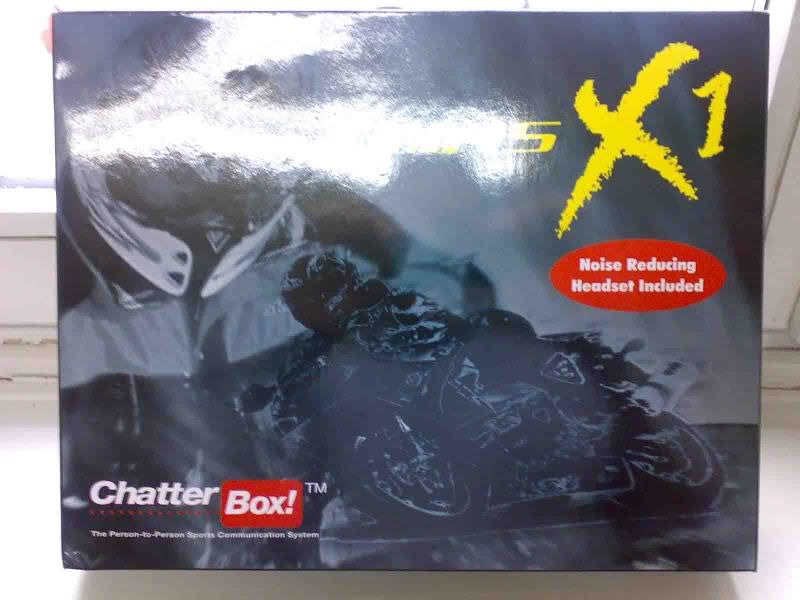 X1
Noise Reducing
Headset Included
Chatter Box!™
The Person-to-Person Sports Communication System